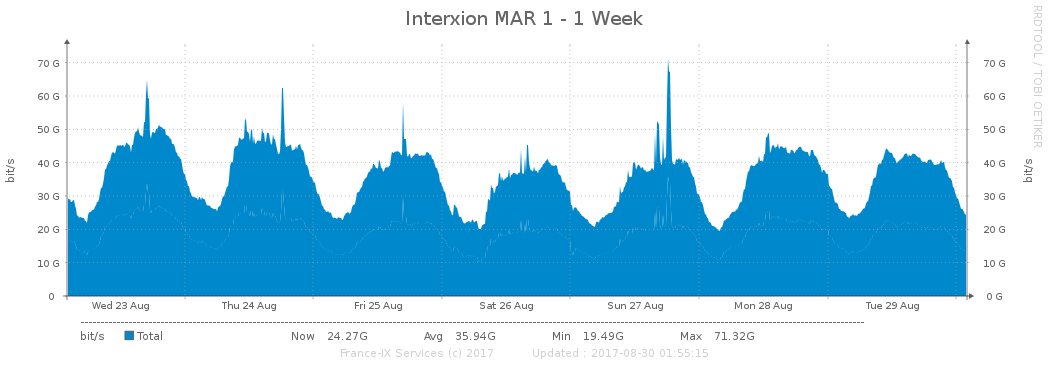 Interxion MAR 1 - 1 Week
RRDTOOL / TOBI OETIKER
bit/s
70 G 70 G
60 G 60 G
50 G 50 G
40 G 40 G
30 G 30 G
20 G 20 G
10 G 10 G
0 0 G
bit/s
Wed 23 Aug Thu 24 Aug Fri 25 Aug Sat 26 Aug Sun 27 Aug Mon 28 Aug Tue 29 Aug
bit/s Total Now 24.27G Avg 35.94G Min 19.49G Max 71.32G
France-IX Services (c) 2017 Updated : 2017-08-30 01:55:15